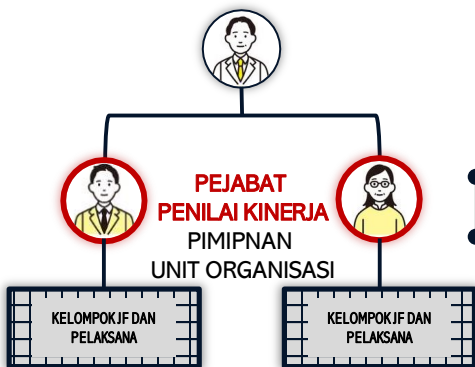 PEJABAT
PENILAI KINERJA
PIMIPNAN
UNIT ORGANISASI
KELOMPOK JF DAN
PELAKSANA
KELOMPOK JF DAN
PELAKSANA